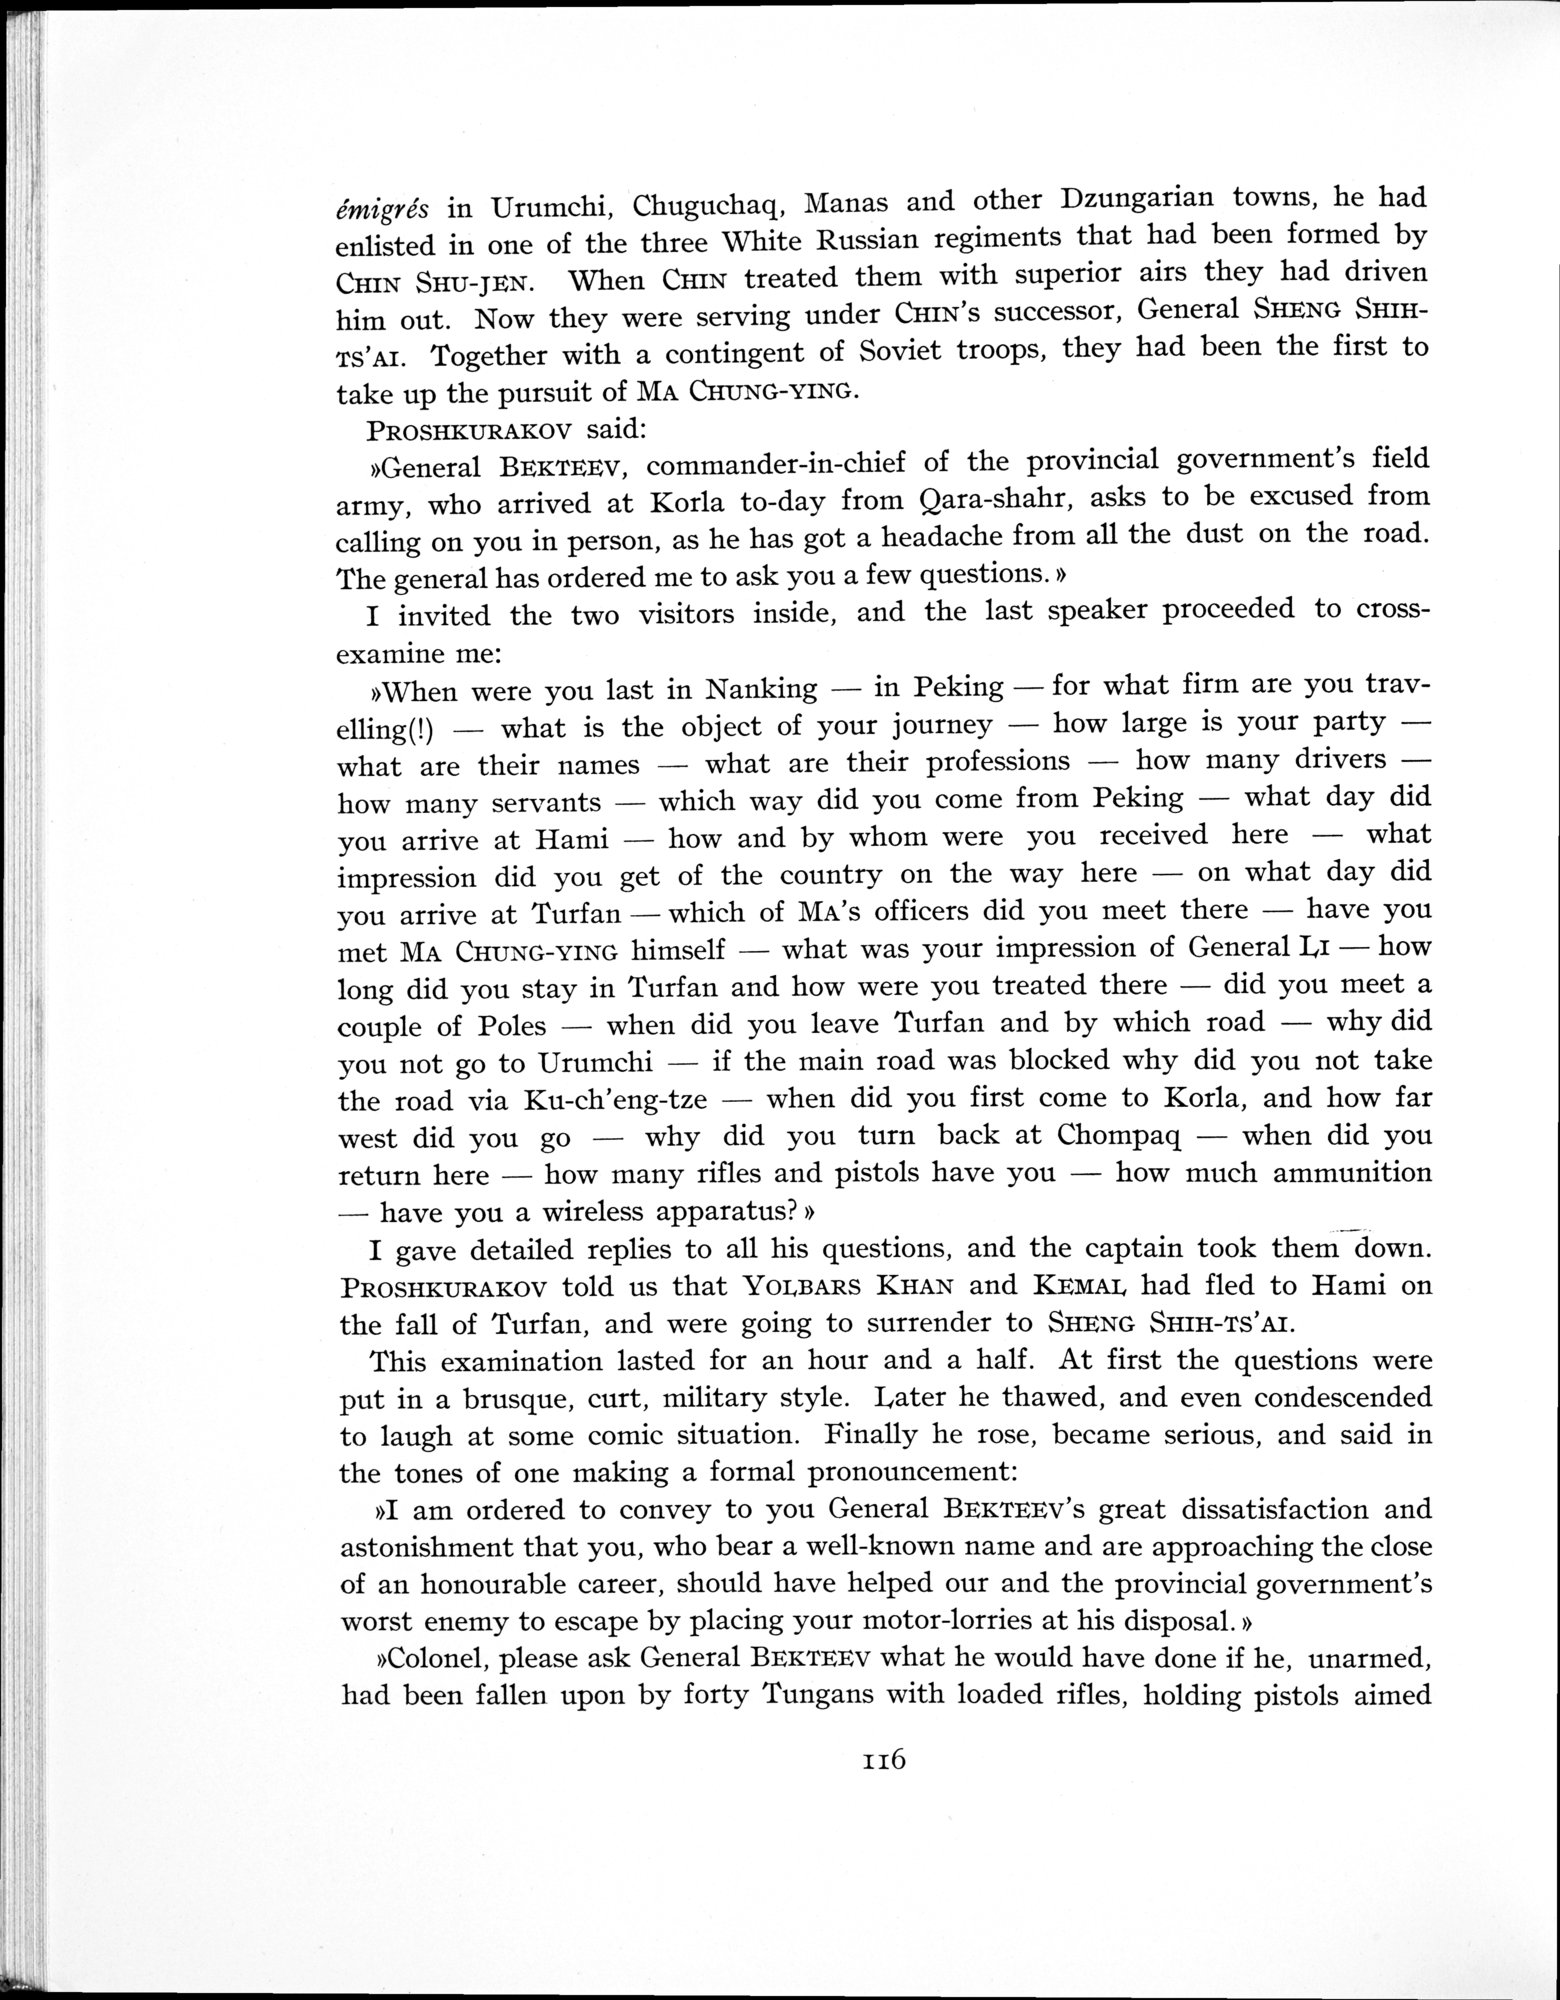 émigrés in Urumchi, Chuguchaq, Manas and other Dzungarian towns, he had
enlisted in one of the three White Russian regiments that had been formed by
CHIN SHU-JEN. When CHIN treated them with superior airs they had driven
him out. Now they were serving under CHIN's successor, General SHENG SHIH-
TS'AI. Together with a contingent of Soviet troops, they had been the first to
take up the pursuit of MA CHUNG-YING.
PROSHKURAKOV said:
»General BEKTEEV, commander-in-chief of the provincial government's field
army, who arrived at Korla to-day from Qara-shahr, asks to be excused from
calling on you in person, as he has got a headache from all the dust on the road.
The general has ordered me to ask you a few questions.»
I invited the two visitors inside, and the last speaker proceeded to cross-
examine me:
»When were you last in Nanking — in Peking — for what firm are you trav-
elling(!) — what is the object of your journey — how large is your party —
what are their names — what are their professions — how many drivers —
how many servants — which way did you come from Peking — what day did
you arrive at Hami — how and by whom were you received here — what
impression did you get of the country on the way here — on what day did
you arrive at Turfan — which of MA's officers did you meet there — have you
met MA CHUNG-YING himself — what was your impression of General LI — how
long did you stay in Turfan and how were you treated there — did you meet a
couple of Poles — when did you leave Turfan and by which road — why did
you not go to Urumchi — if the main road was blocked why did you not take
the road via Ku-ch'eng-tze — when did you first come to Korla, and how far
west did you go — why did you turn back at Chompaq — when did you
return here — how many rifles and pistols have you — how much ammunition
— have you a wireless apparatus?»
I gave detailed replies to all his questions, and the captain took them down.
PROSHKURAKOV told us that YOLBARS KHAN and KEMAL had fled to Hami on
the fall of Turfan, and were going to surrender to SHENG SHIH-TS'AI.
This examination lasted for an hour and a half. At first the questions were
put in a brusque, curt, military style. Later he thawed, and even condescended
to laugh at some comic situation. Finally he rose, became serious, and said in
the tones of one making a formal pronouncement:
»I am ordered to convey to you General BEKTEEV's great dissatisfaction and
astonishment that you, who bear a well-known name and are approaching the close
of an honourable career, should have helped our and the provincial government's
worst enemy to escape by placing your motor-lorries at his disposal.»
»Colonel, please ask General BEKTEEV what he would have done if he, unarmed,
had been fallen upon by forty Tungans with loaded rifles, holding pistols aimed
116